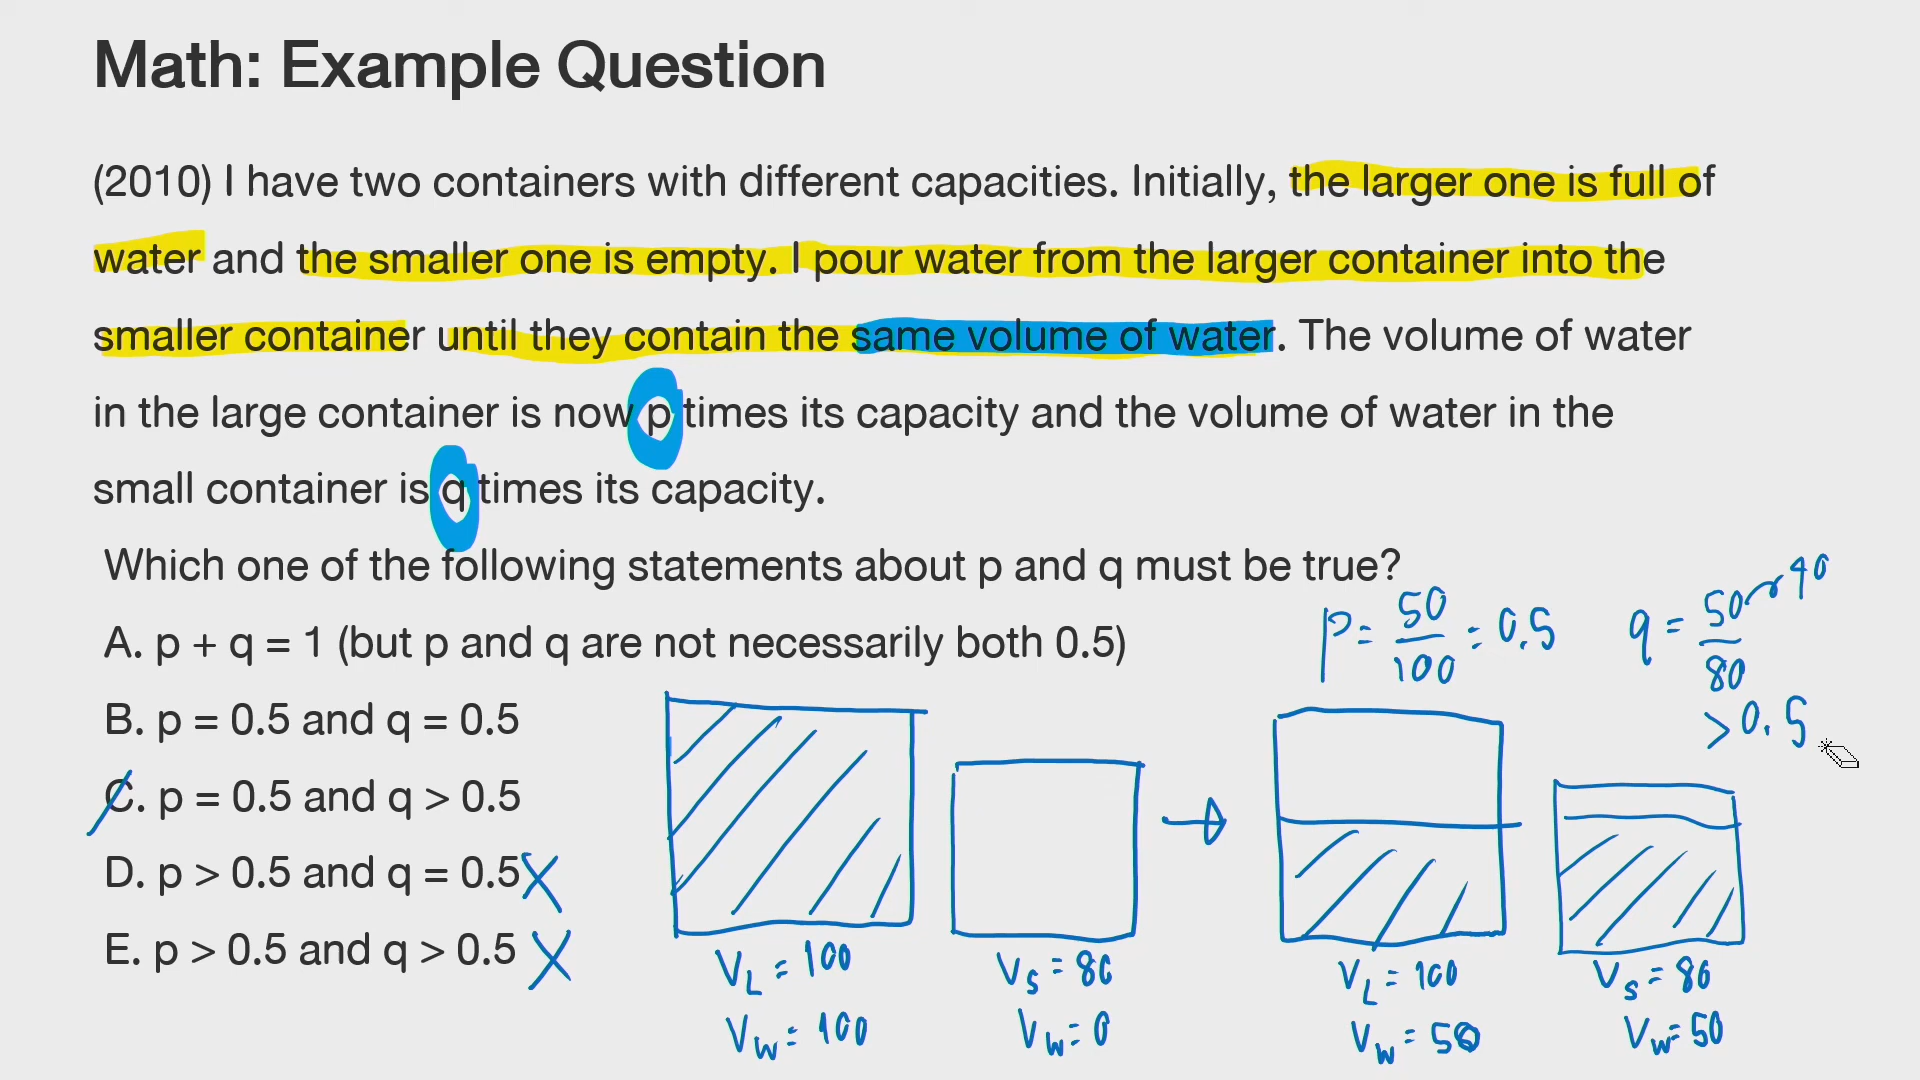 Math: Example Question
(2010) I have two containers with different capacities. Initially, the larger one is full of
water and the smaller one is empty. I pour water from the larger container into the
smaller container until they contain the same volume of water. The volume of water
in the large container is now p times its capacity and the volume of water in the
small container is q times its capacity.
Which one of the following statements about p and q must be true?
A. p + q = 1 (but p and q are not necessarily both 0.5)
B. p = 0.5 and q = 0.5
C. p = 0.5 and q > 0.5
D. p > 0.5 and q = 0.5 X
E. p > 0.5 and q > 0.5 X
P = 50/100 = 0.5
q = 50/80
40
> 0.5
VL = 100
Vw = 100
Vs = 80
Vw = 0
VL = 100
Vw = 50
Vs = 80
Vw = 50